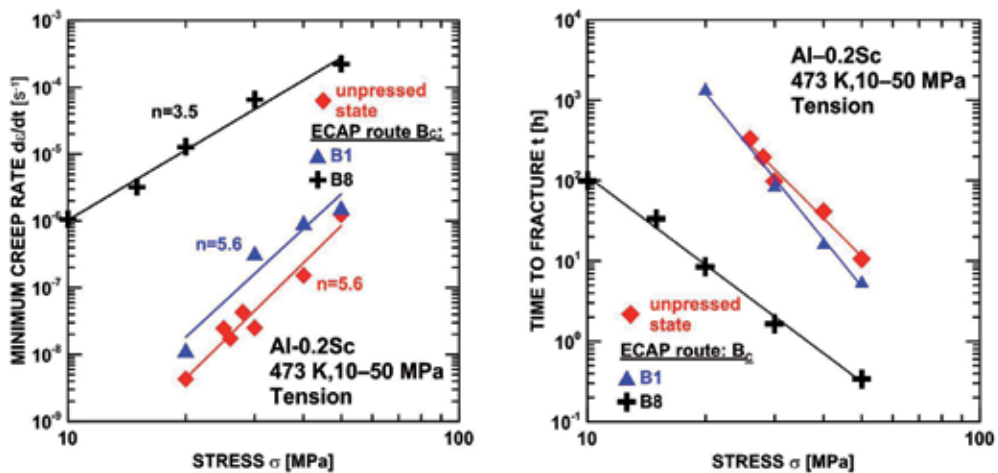 MINIMUM CREEP RATE dε/dt [s⁻¹]
10⁻³
10⁻⁴
10⁻⁵
10⁻⁶
10⁻⁷
10⁻⁸
10⁻⁹
n=3.5
unpressed
state
ECAP route B꜀:
B1
B8
n=5.6
n=5.6
Al-0.2Sc
473 K,10–50 MPa
Tension
10
100
STRESS σ [MPa]
TIME TO FRACTURE t [h]
10⁴
10³
10²
10¹
10⁰
10⁻¹
Al–0.2Sc
473 K,10–50 MPa
Tension
unpressed
state
ECAP route: B꜀
B1
B8
10
100
STRESS σ [MPa]